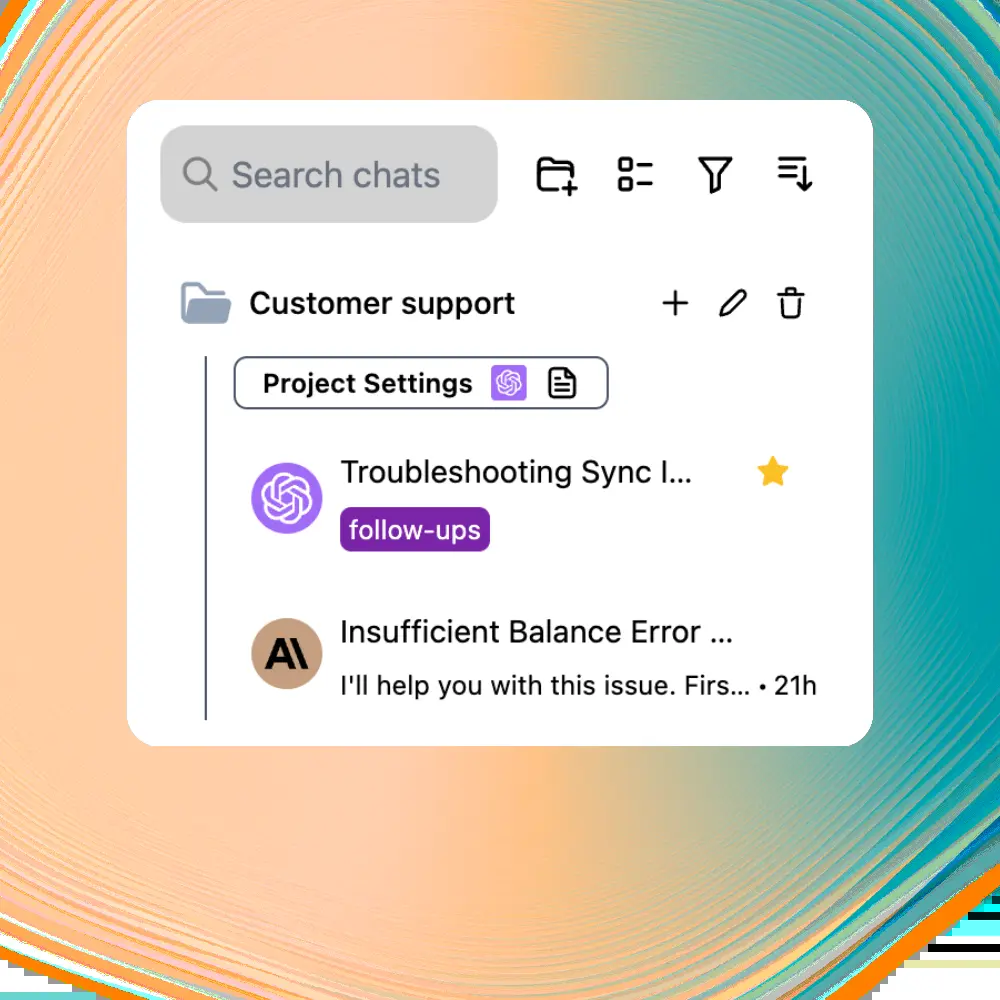 Search chats
Customer support
Project Settings
Troubleshooting Sync I...
follow-ups
Insufficient Balance Error ...
I'll help you with this issue. Firs... • 21h